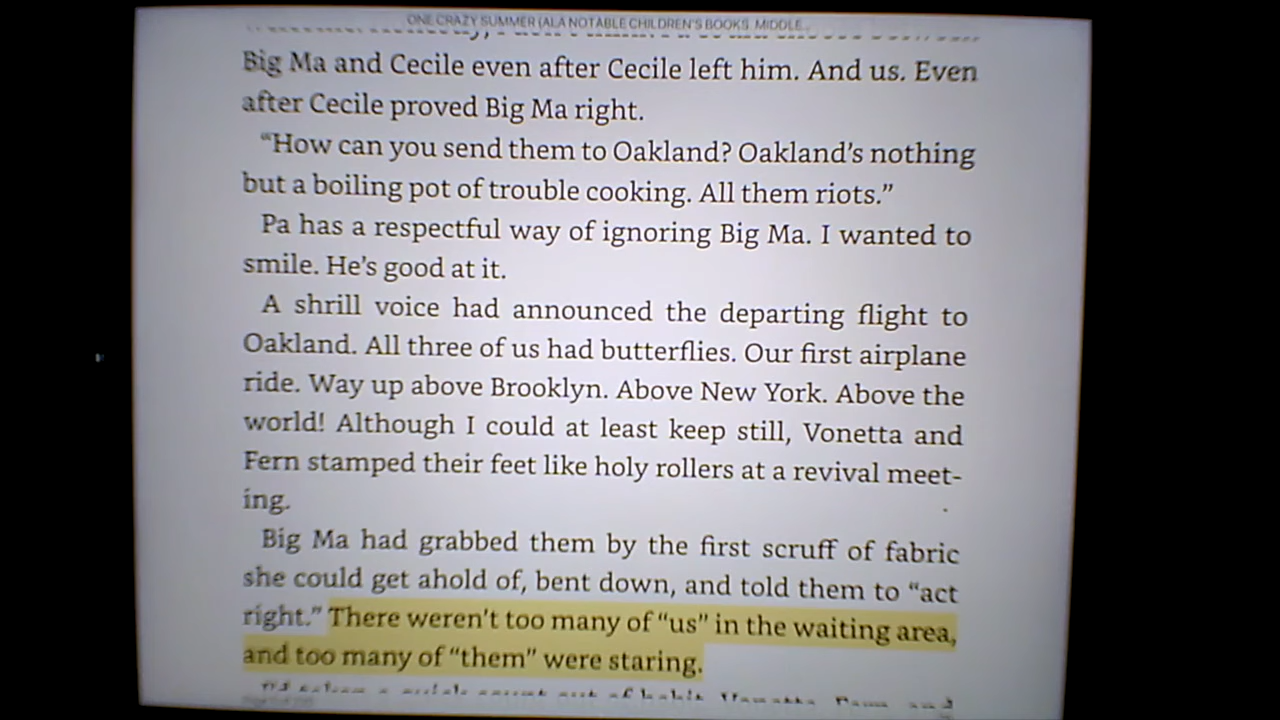 ONE CRAZY SUMMER (ALA NOTABLE CHILDREN'S BOOKS. MIDDLE...
Big Ma and Cecile even after Cecile left him. And us. Even
after Cecile proved Big Ma right.
“How can you send them to Oakland? Oakland’s nothing
but a boiling pot of trouble cooking. All them riots.”
Pa has a respectful way of ignoring Big Ma. I wanted to
smile. He’s good at it.
A shrill voice had announced the departing flight to
Oakland. All three of us had butterflies. Our first airplane
ride. Way up above Brooklyn. Above New York. Above the
world! Although I could at least keep still, Vonetta and
Fern stamped their feet like holy rollers at a revival meet-
ing.
Big Ma had grabbed them by the first scruff of fabric
she could get ahold of, bent down, and told them to “act
right.” There weren’t too many of “us” in the waiting area,
and too many of “them” were staring.